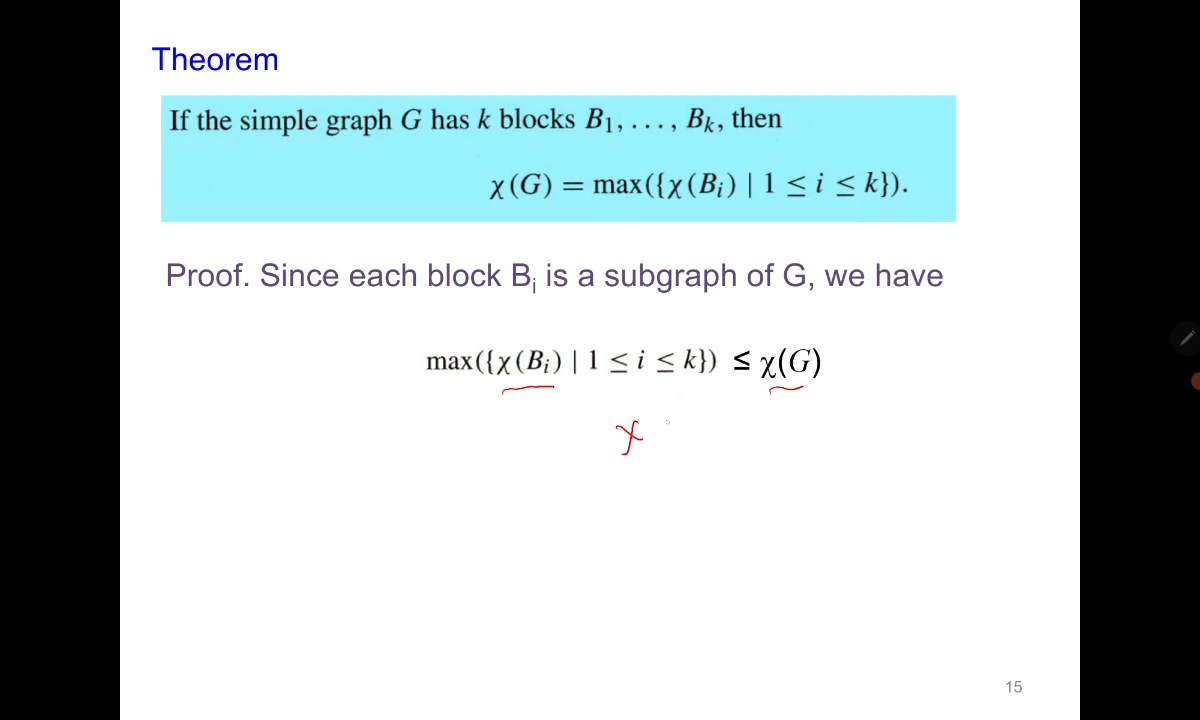 Theorem
If the simple graph G has k blocks B₁, . . . , Bₖ, then
χ(G) = max({χ(Bᵢ) | 1 ≤ i ≤ k}).
Proof. Since each block Bᵢ is a subgraph of G, we have
max({χ(Bᵢ) | 1 ≤ i ≤ k}) ≤ χ(G)
χ
15